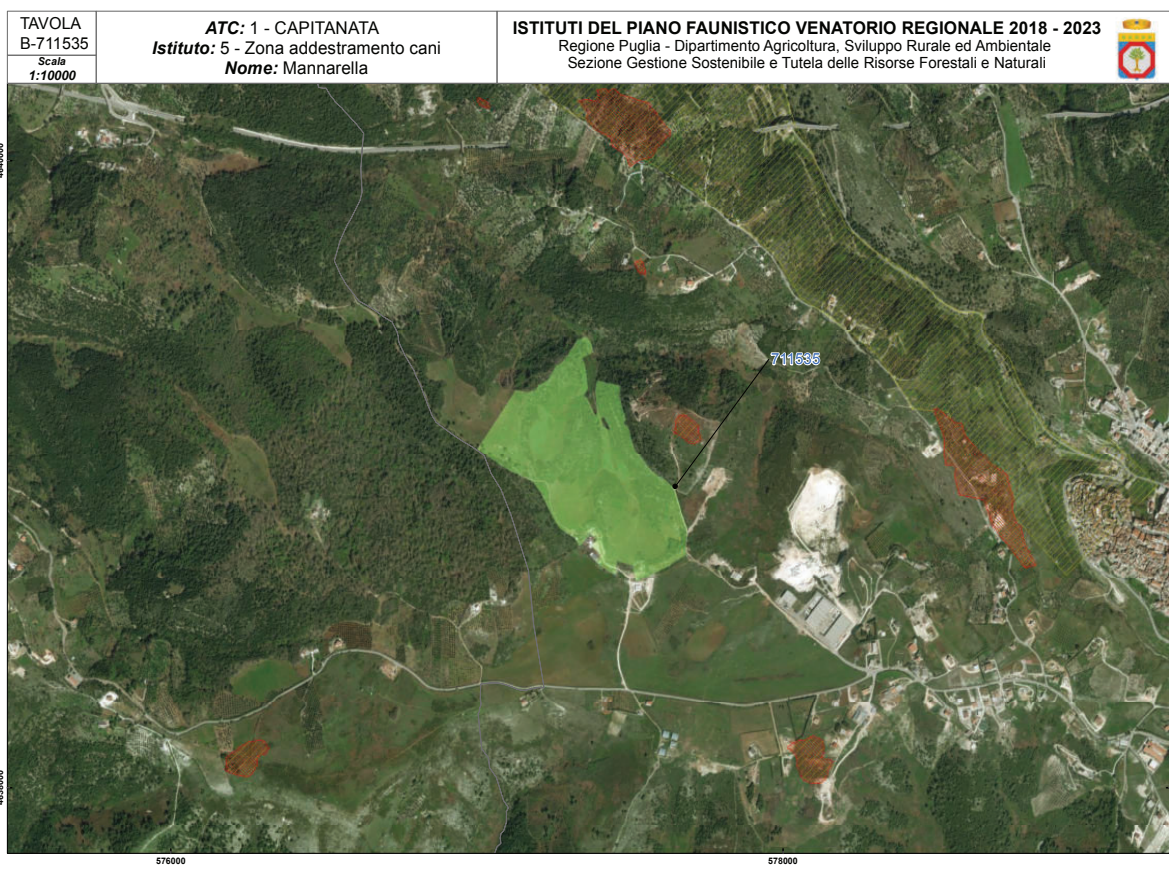 TAVOLA
B-711535
Scala
1:10000
ATC: 1 - CAPITANATA
Istituto: 5 - Zona addestramento cani
Nome: Mannarella
ISTITUTI DEL PIANO FAUNISTICO VENATORIO REGIONALE 2018 - 2023
Regione Puglia - Dipartimento Agricoltura, Sviluppo Rurale ed Ambientale
Sezione Gestione Sostenibile e Tutela delle Risorse Forestali e Naturali
711535
576000
578000